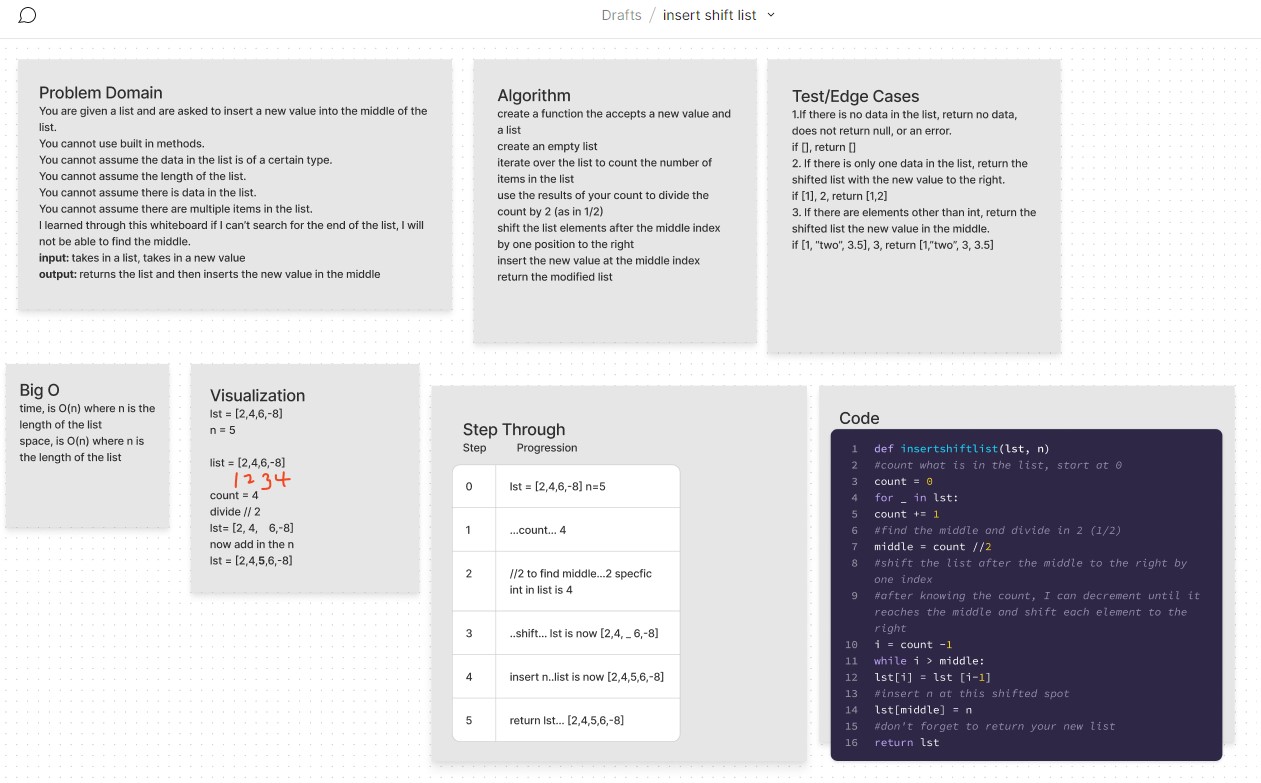 Drafts / insert shift list
Problem Domain
You are given a list and are asked to insert a new value into the middle of the
list.
You cannot use built in methods.
You cannot assume the data in the list is of a certain type.
You cannot assume the length of the list.
You cannot assume there is data in the list.
You cannot assume there are multiple items in the list.
I learned through this whiteboard if I can't search for the end of the list, I will
not be able to find the middle.
input: takes in a list, takes in a new value
output: returns the list and then inserts the new value in the middle
Algorithm
create a function the accepts a new value and
a list
create an empty list
iterate over the list to count the number of
items in the list
use the results of your count to divide the
count by 2 (as in 1/2)
shift the list elements after the middle index
by one position to the right
insert the new value at the middle index
return the modified list
Test/Edge Cases
1.If there is no data in the list, return no data,
does not return null, or an error.
if [], return []
2. If there is only one data in the list, return the
shifted list with the new value to the right.
if [1], 2, return [1,2]
3. If there are elements other than int, return the
shifted list the new value in the middle.
if [1, "two", 3.5], 3, return [1,"two", 3, 3.5]
Big O
time, is O(n) where n is the
length of the list
space, is O(n) where n is
the length of the list
Visualization
lst = [2,4,6,-8]
n = 5
list = [2,4,6,-8]
1 2 3 4
count = 4
divide // 2
lst= [2, 4, 6,-8]
now add in the n
lst = [2,4,5,6,-8]
Step Through
Step Progression
0 lst = [2,4,6,-8] n=5
1 ...count... 4
2 //2 to find middle...2 specfic
int in list is 4
3 ..shift... lst is now [2,4, _ 6,-8]
4 insert n..list is now [2,4,5,6,-8]
5 return lst... [2,4,5,6,-8]
Code
1 def insertshiftlist(lst, n)
2 #count what is in the list, start at 0
3 count = 0
4 for _ in lst:
5 count += 1
6 #find the middle and divide in 2 (1/2)
7 middle = count //2
8 #shift the list after the middle to the right by
one index
9 #after knowing the count, I can decrement until it
reaches the middle and shift each element to the
right
10 i = count -1
11 while i > middle:
12 lst[i] = lst [i-1]
13 #insert n at this shifted spot
14 lst[middle] = n
15 #don't forget to return your new list
16 return lst